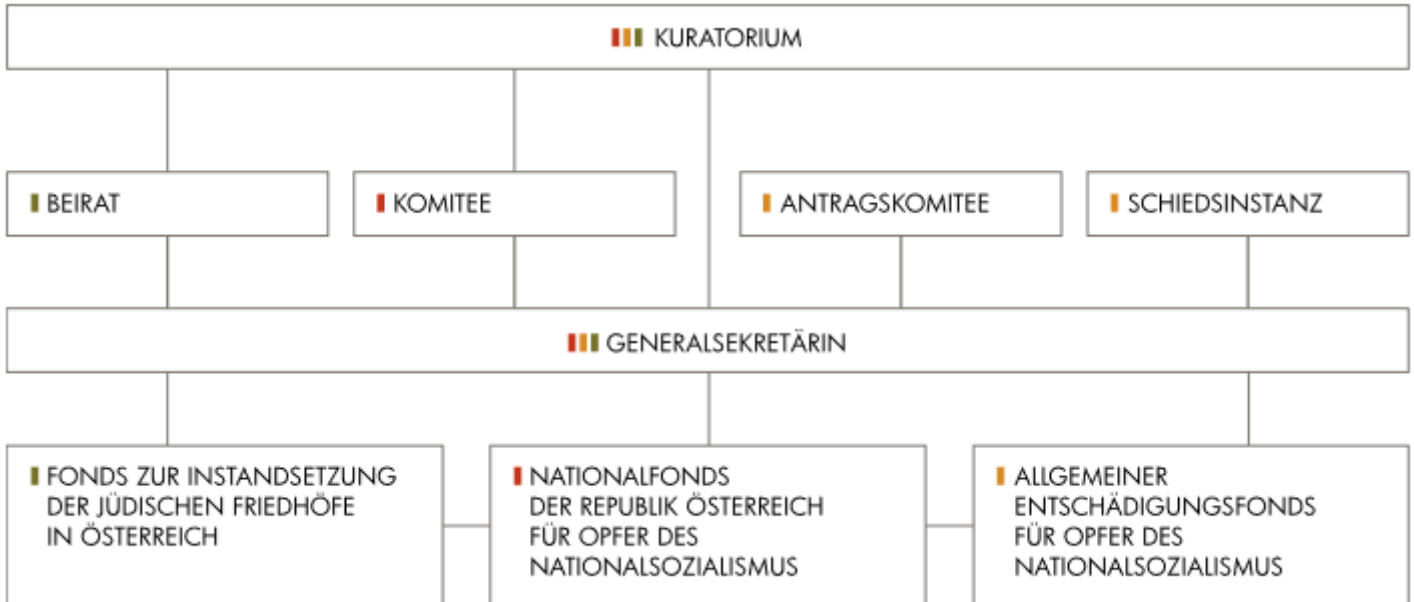 KURATORIUM
BEIRAT
KOMITEE
ANTRAGSKOMITEE
SCHIEDSINSTANZ
GENERALSEKRETÄRIN
FONDS ZUR INSTANDSETZUNG
DER JÜDISCHEN FRIEDHÖFE
IN ÖSTERREICH
NATIONALFONDS
DER REPUBLIK ÖSTERREICH
FÜR OPFER DES
NATIONALSOZIALISMUS
ALLGEMEINER
ENTSCHÄDIGUNGSFONDS
FÜR OPFER DES
NATIONALSOZIALISMUS